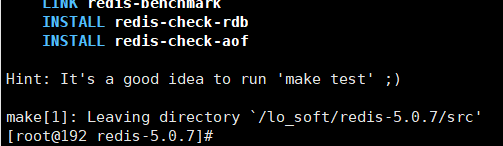 LINK redis-benchmark
INSTALL redis-check-rdb
INSTALL redis-check-aof
Hint: It's a good idea to run 'make test' ;)
make[1]: Leaving directory `/lo_soft/redis-5.0.7/src'
[root@192 redis-5.0.7]#